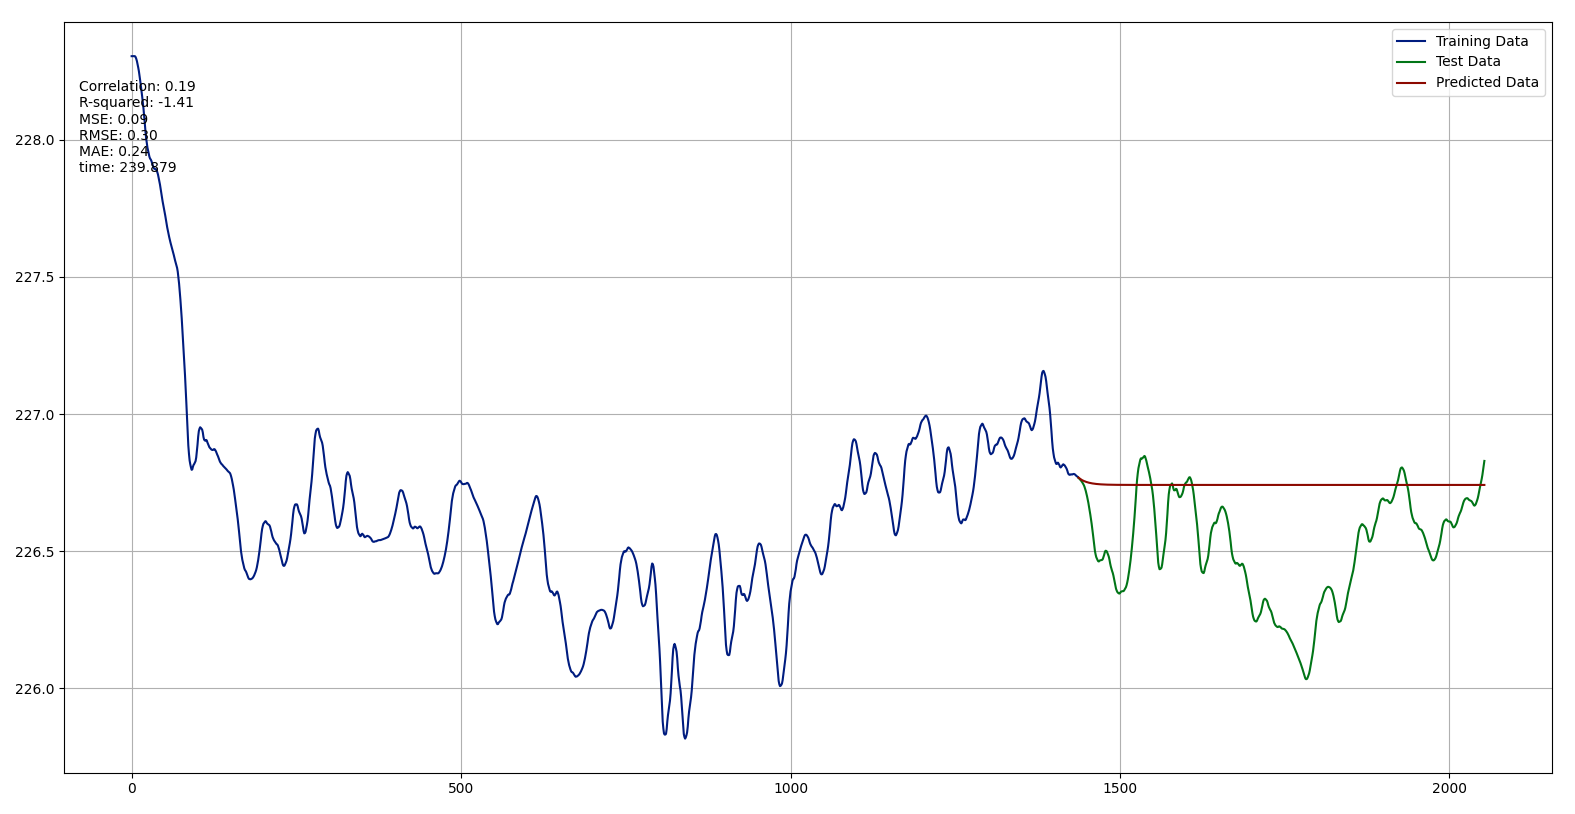 Training Data
Test Data
Predicted Data
Correlation: 0.19
R-squared: -1.41
MSE: 0.09
RMSE: 0.30
MAE: 0.24
time: 239.879
228.0
227.5
227.0
226.5
226.0
0
500
1000
1500
2000